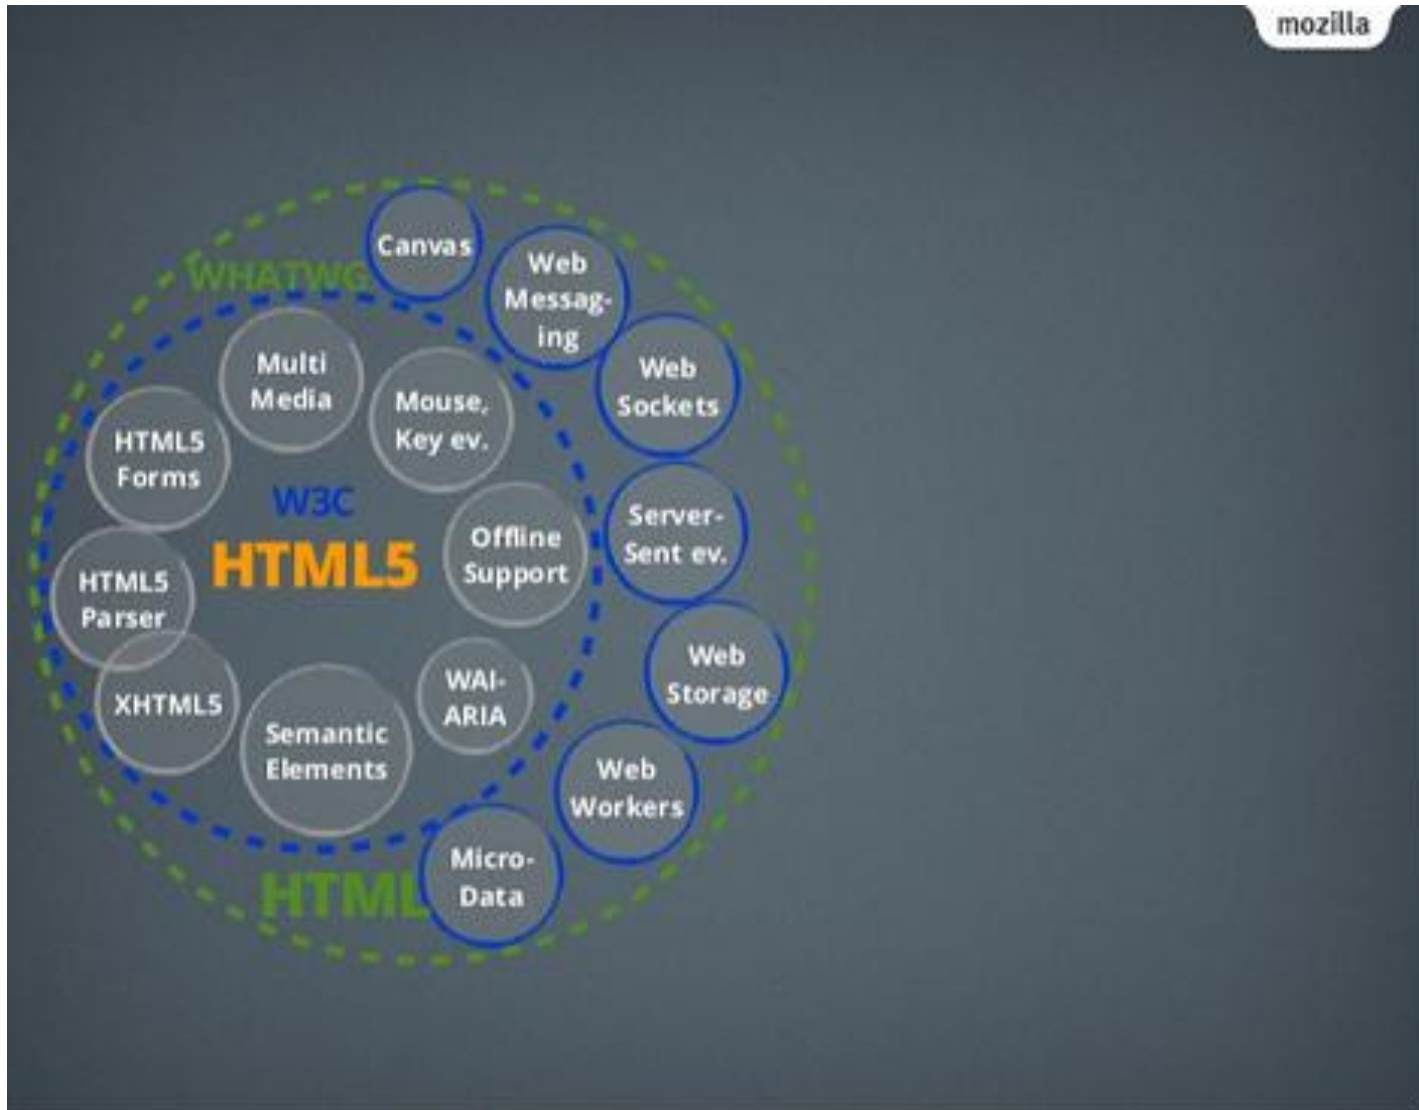 mozilla
Canvas
WHATWG
Web
Messag-
ing
Multi
Media
Mouse,
Key ev.
Web
Sockets
HTML5
Forms
W3C
HTML5
Offline
Support
Server-
Sent ev.
HTML5
Parser
XHTML5
WAI-
ARIA
Web
Storage
Semantic
Elements
Web
Workers
HTML
Micro-
Data